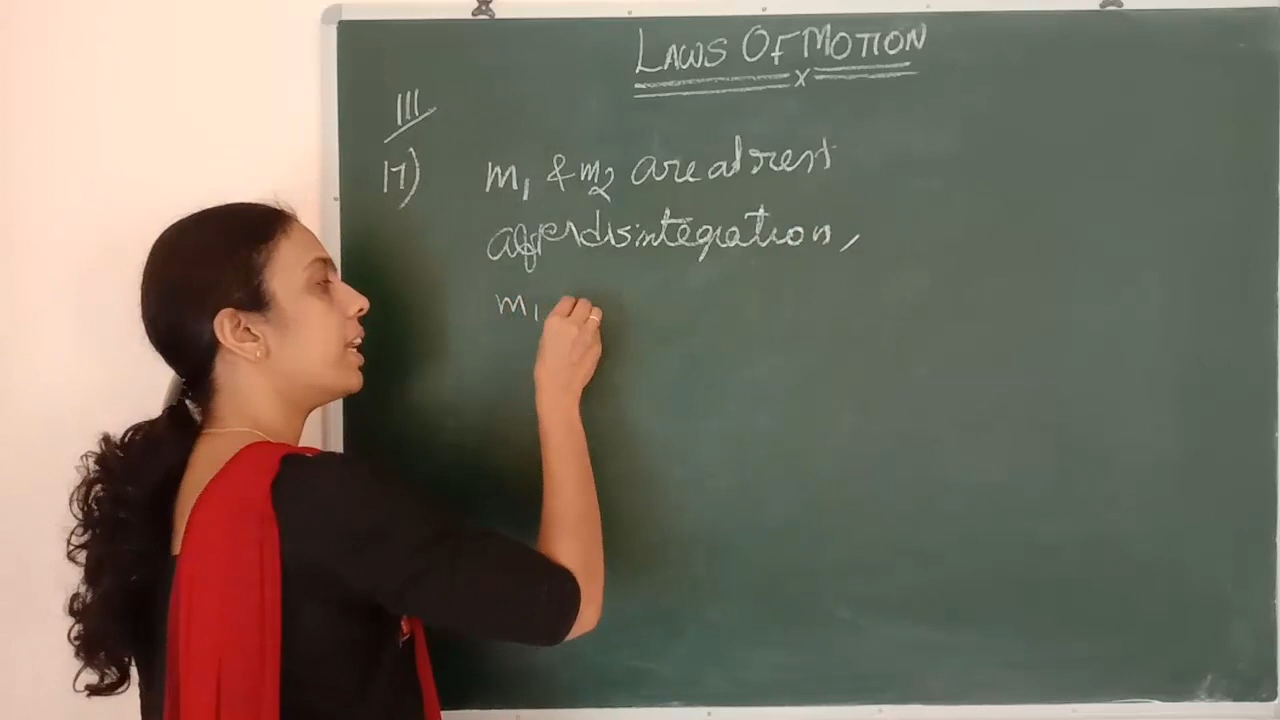 LAWS OF MOTION
x
III
17) m1 & m2 are at rest
after disintegration,
m1